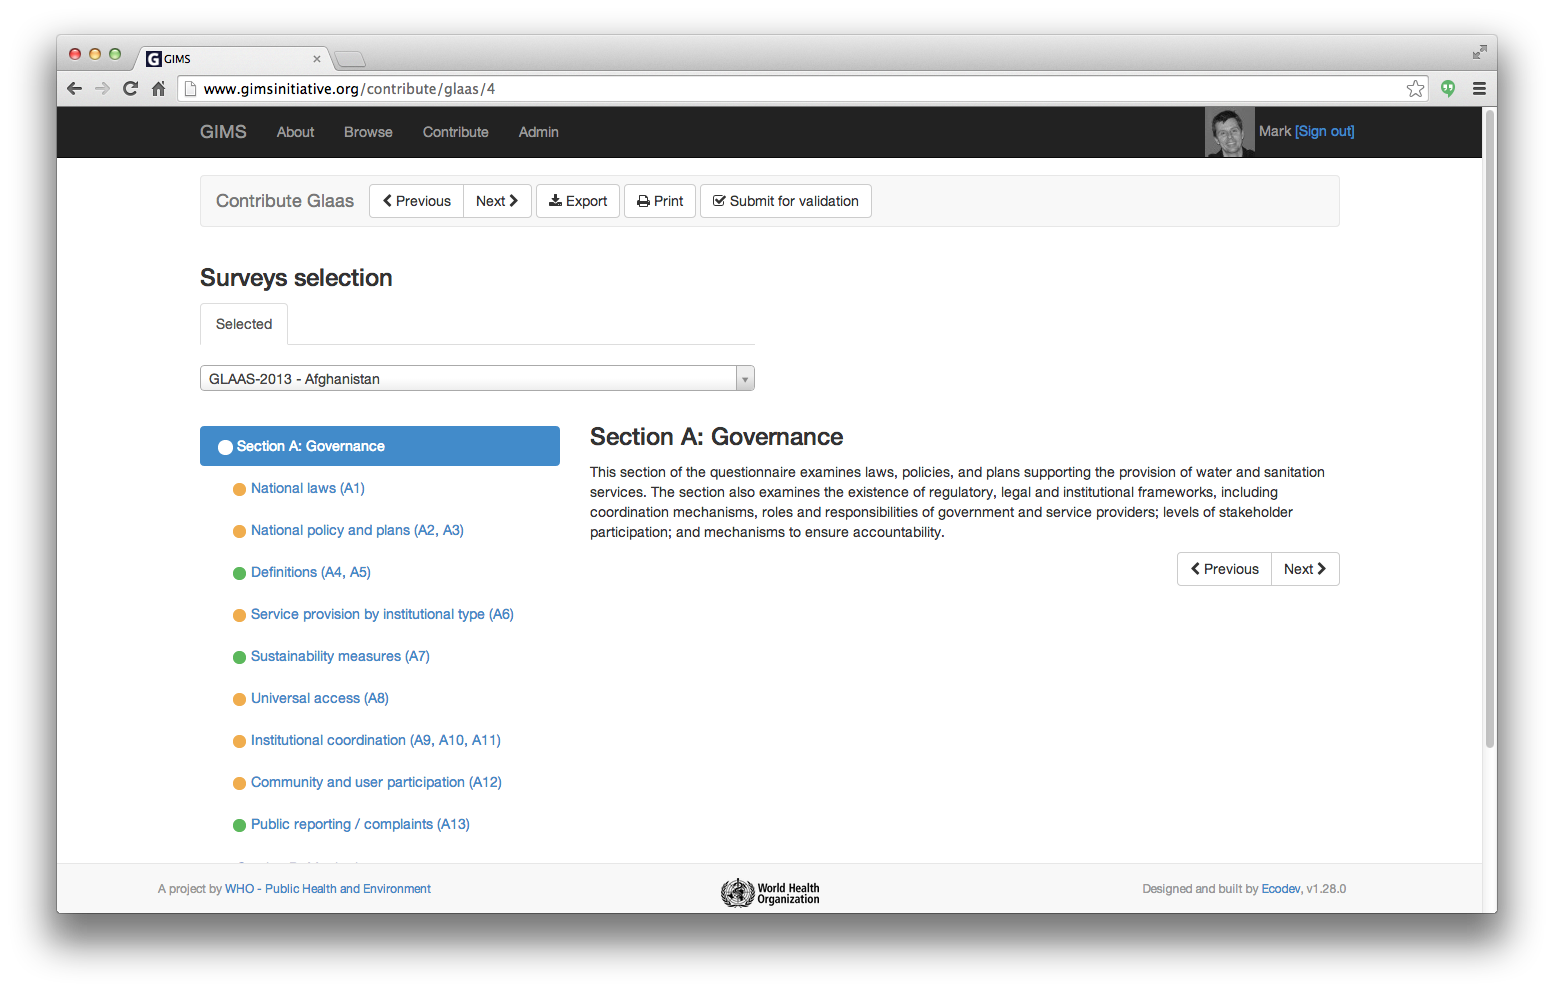 GIMS
www.gimsinitiative.org/contribute/glaas/4
GIMS About Browse Contribute Admin Mark [Sign out]
Contribute Glaas Previous Next Export Print Submit for validation
Surveys selection
Selected
GLAAS-2013 - Afghanistan
Section A: Governance
National laws (A1)
National policy and plans (A2, A3)
Definitions (A4, A5)
Service provision by institutional type (A6)
Sustainability measures (A7)
Universal access (A8)
Institutional coordination (A9, A10, A11)
Community and user participation (A12)
Public reporting / complaints (A13)
Section A: Governance
This section of the questionnaire examines laws, policies, and plans supporting the provision of water and sanitation
services. The section also examines the existence of regulatory, legal and institutional frameworks, including
coordination mechanisms, roles and responsibilities of government and service providers; levels of stakeholder
participation; and mechanisms to ensure accountability.
Previous Next
A project by WHO - Public Health and Environment
World Health
Organization
Designed and built by Ecodev, v1.28.0